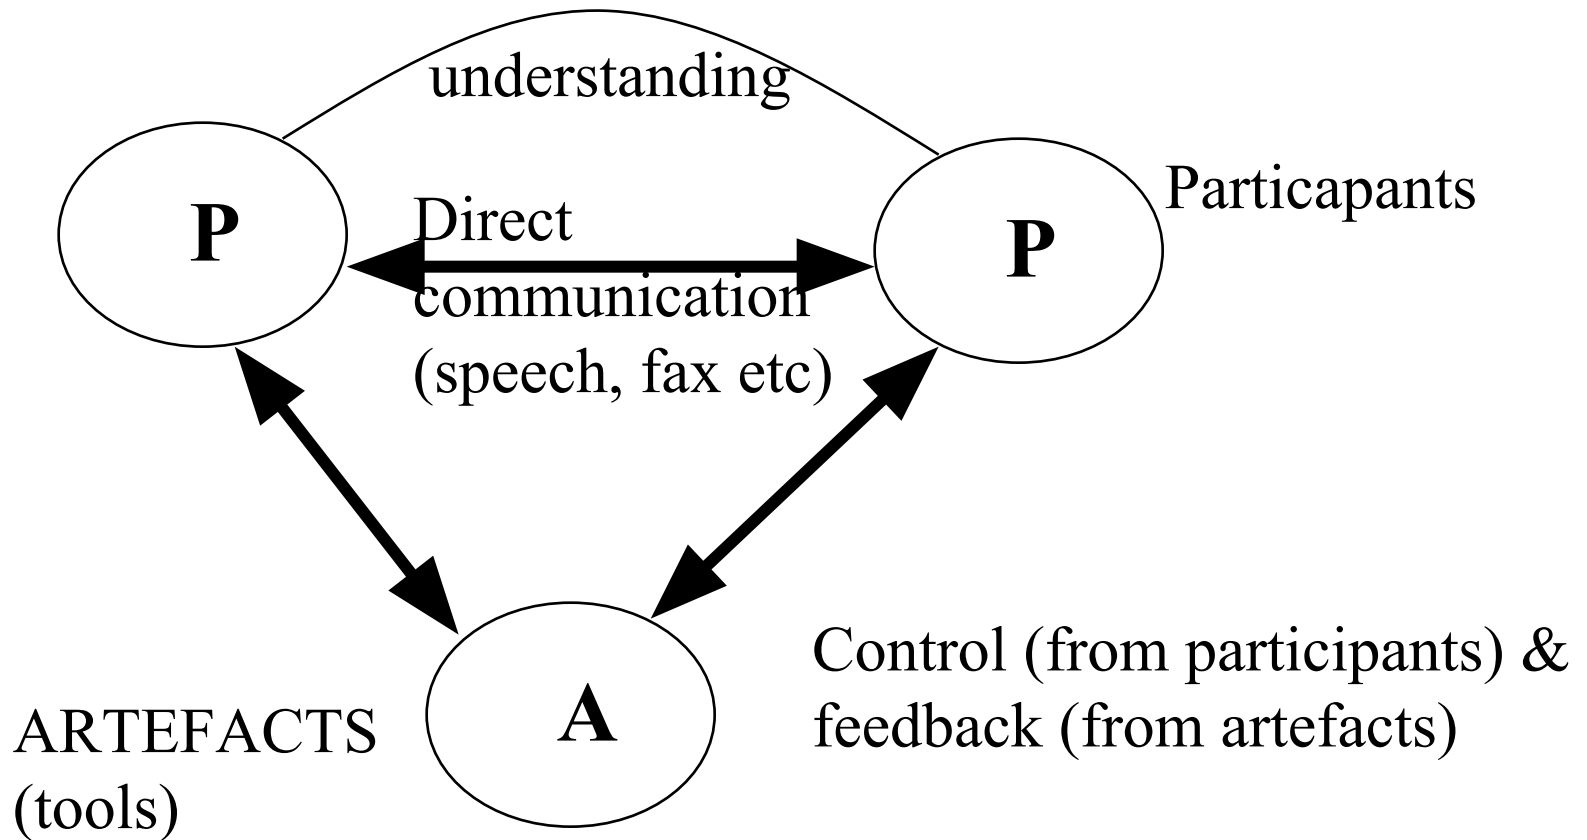 understanding
P
Direct
communication
(speech, fax etc)
P
Particapants
A
ARTEFACTS
(tools)
Control (from participants) &
feedback (from artefacts)